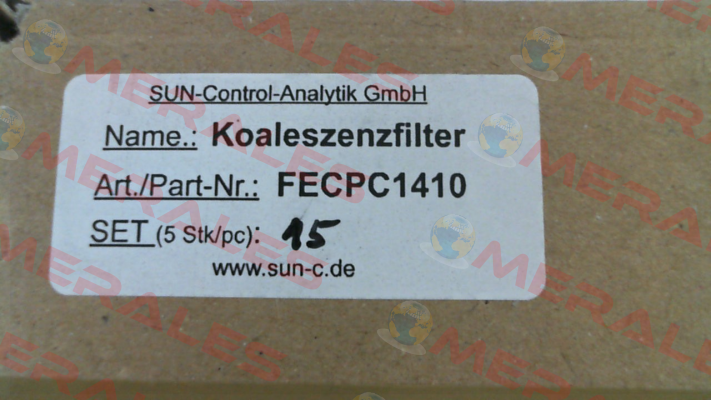 SUN-Control-Analytik GmbH
Name.: Koaleszenzfilter
Art./Part-Nr.: FECPC1410
SET (5 Stk/pc): 15
www.sun-c.de
MERALES
MERALES
MERALES
MERALES
MERALES
MERALES